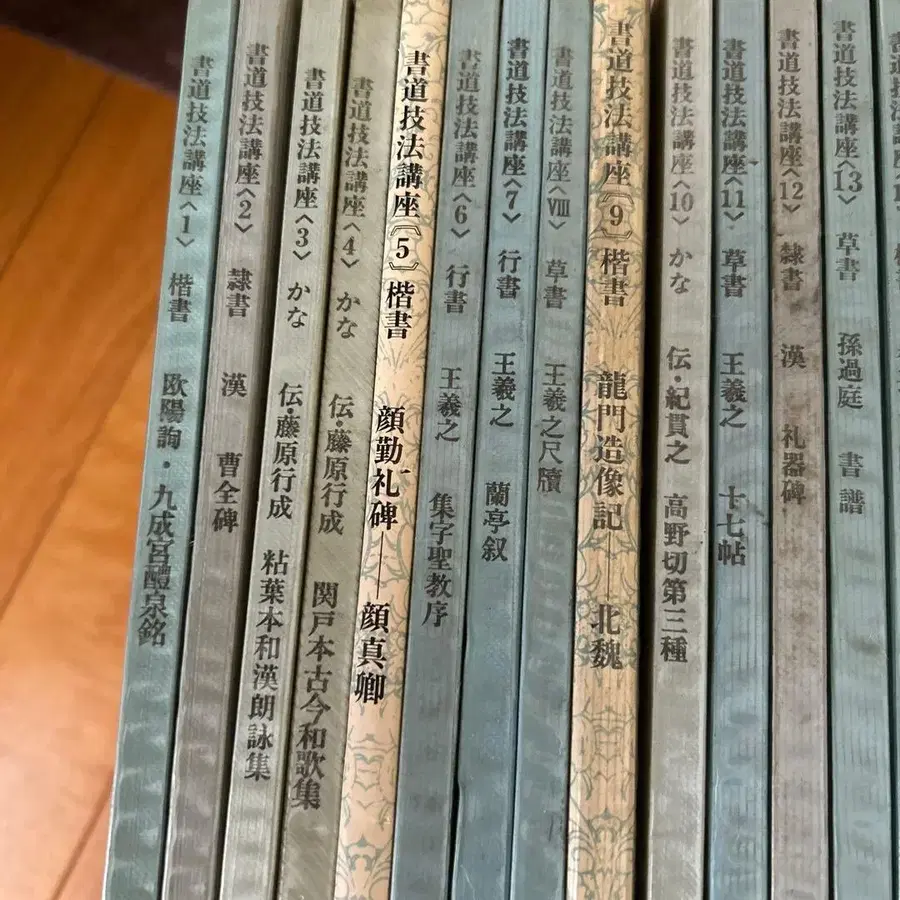 書道技法講座〈1〉 楷書 欧陽詢・九成宮醴泉銘
書道技法講座〈2〉 隷書 漢 曹全碑
書道技法講座〈3〉 かな 伝・藤原行成 粘葉本和漢朗詠集
書道技法講座〈4〉 かな 伝・藤原行成 関戸本古今和歌集
書道技法講座〔5〕 楷書 顔勤礼碑──顔真卿
書道技法講座〈6〉 行書 王羲之 集字聖教序
書道技法講座〈7〉 行書 王羲之 蘭亭叙
書道技法講座〈Ⅷ〉 草書 王羲之尺牘
書道技法講座〔9〕 楷書 龍門造像記──北魏
書道技法講座〈10〉 かな 伝・紀貫之 高野切第三種
書道技法講座〈11〉 草書 王羲之 十七帖
書道技法講座〈12〉 隷書 漢 礼器碑
書道技法講座〈13〉 草書 孫過庭 書譜